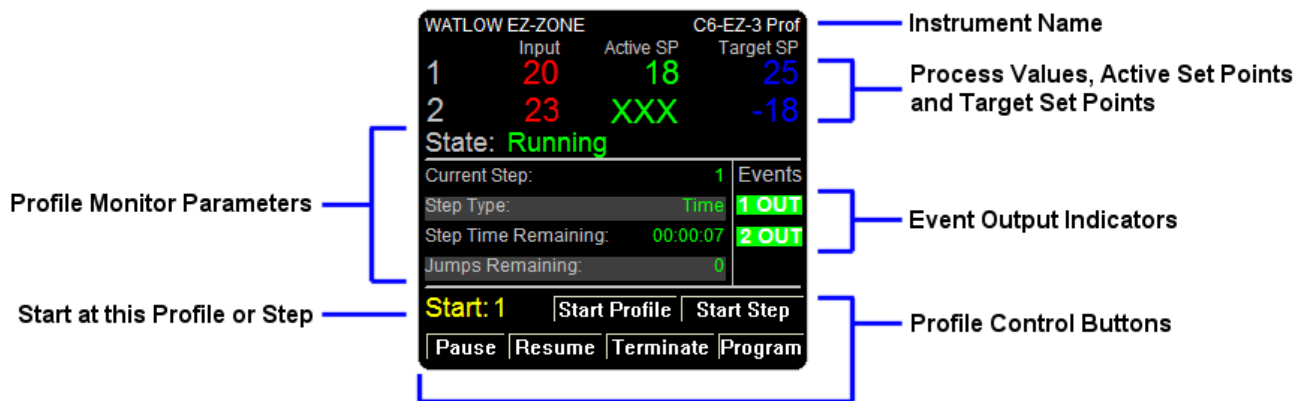 WATLOW EZ-ZONE C6-EZ-3 Prof
Input Active SP Target SP
1 20 18 25
2 23 XXX -18
State: Running
Current Step: 1 Events
Step Type: Time 1 OUT
Step Time Remaining: 00:00:07 2 OUT
Jumps Remaining: 0
Start: 1 Start Profile Start Step
Pause Resume Terminate Program
Instrument Name
Process Values, Active Set Points
and Target Set Points
Profile Monitor Parameters
Event Output Indicators
Start at this Profile or Step
Profile Control Buttons